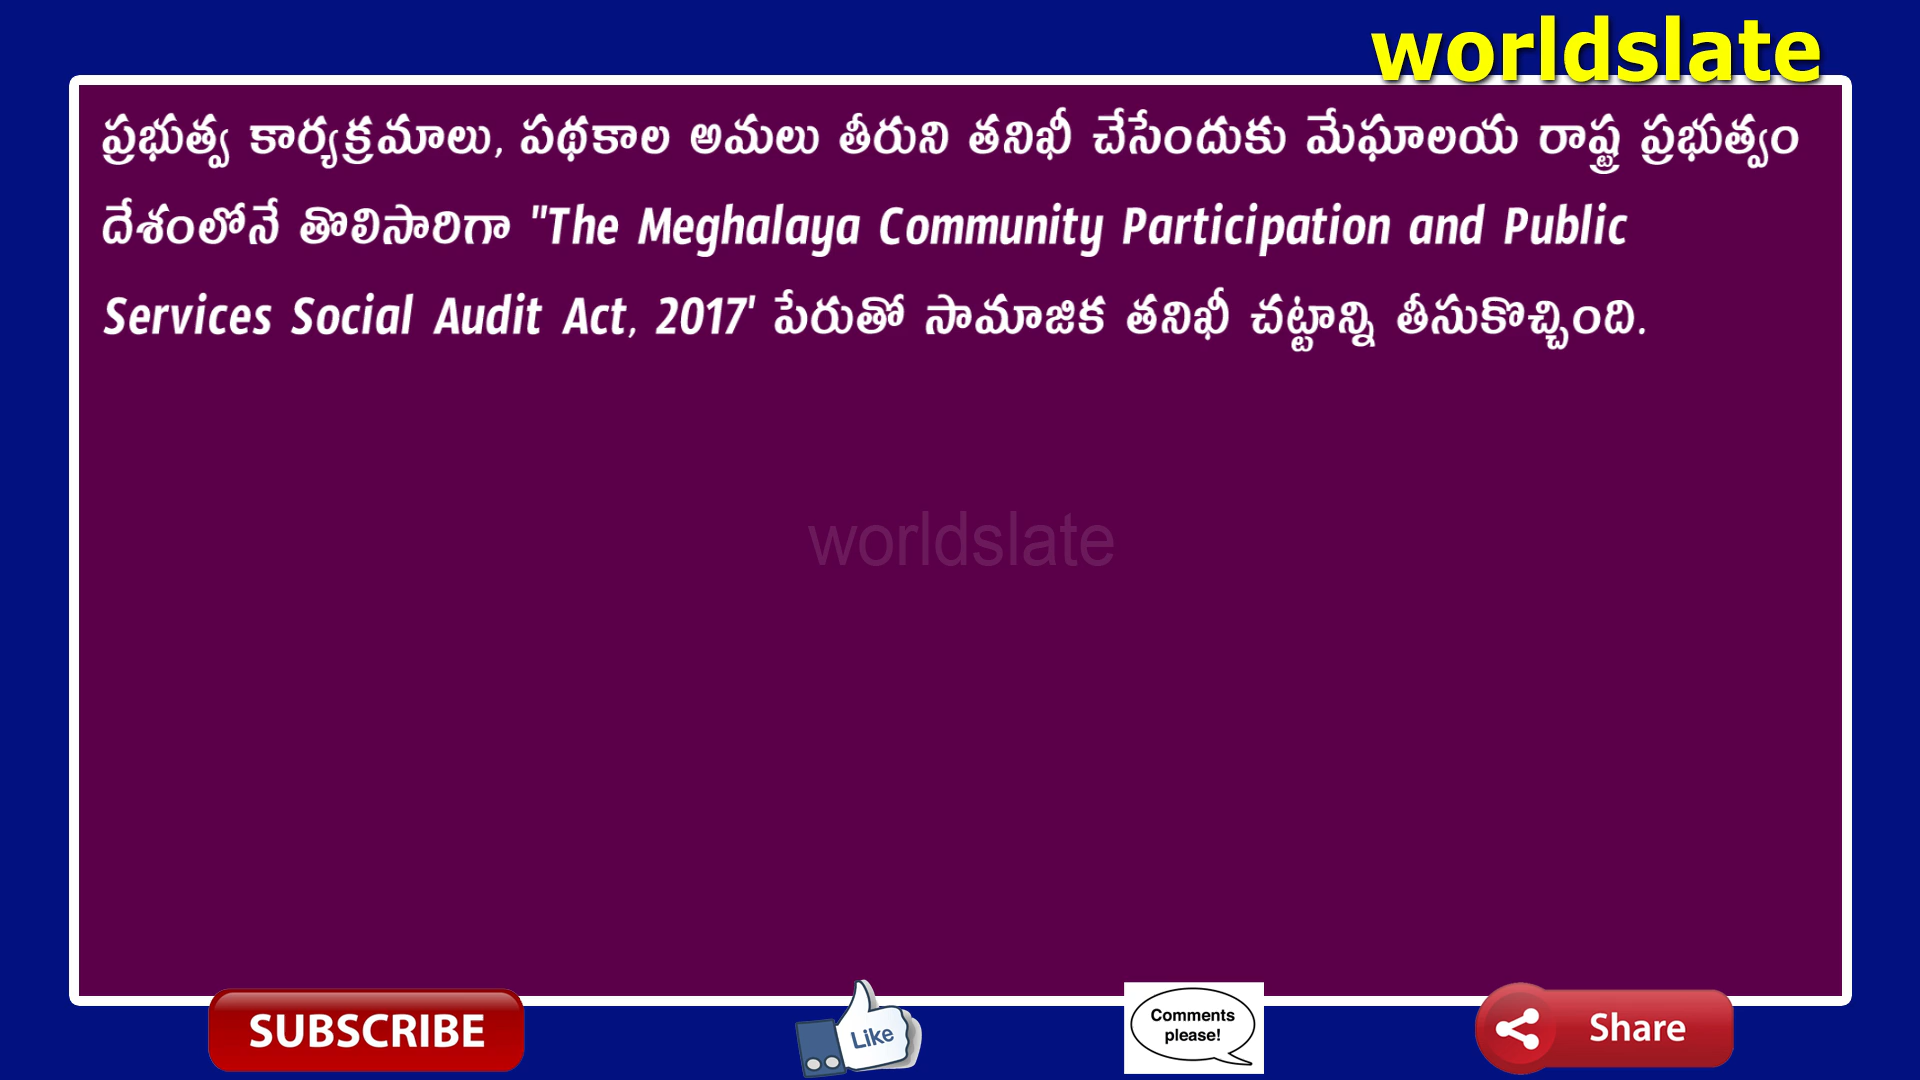 worldslate
ప్రభుత్వ కార్యక్రమాలు, పథకాల అమలు తీరుని తనిఖీ చేసేందుకు మేఘాలయ రాష్ట్ర ప్రభుత్వం
దేశంలోనే తొలిసారిగా "The Meghalaya Community Participation and Public
Services Social Audit Act, 2017' పేరుతో సామాజిక తనిఖీ చట్టాన్ని తీసుకొచ్చింది.
worldslate
SUBSCRIBE
Like
Comments
please!
Share